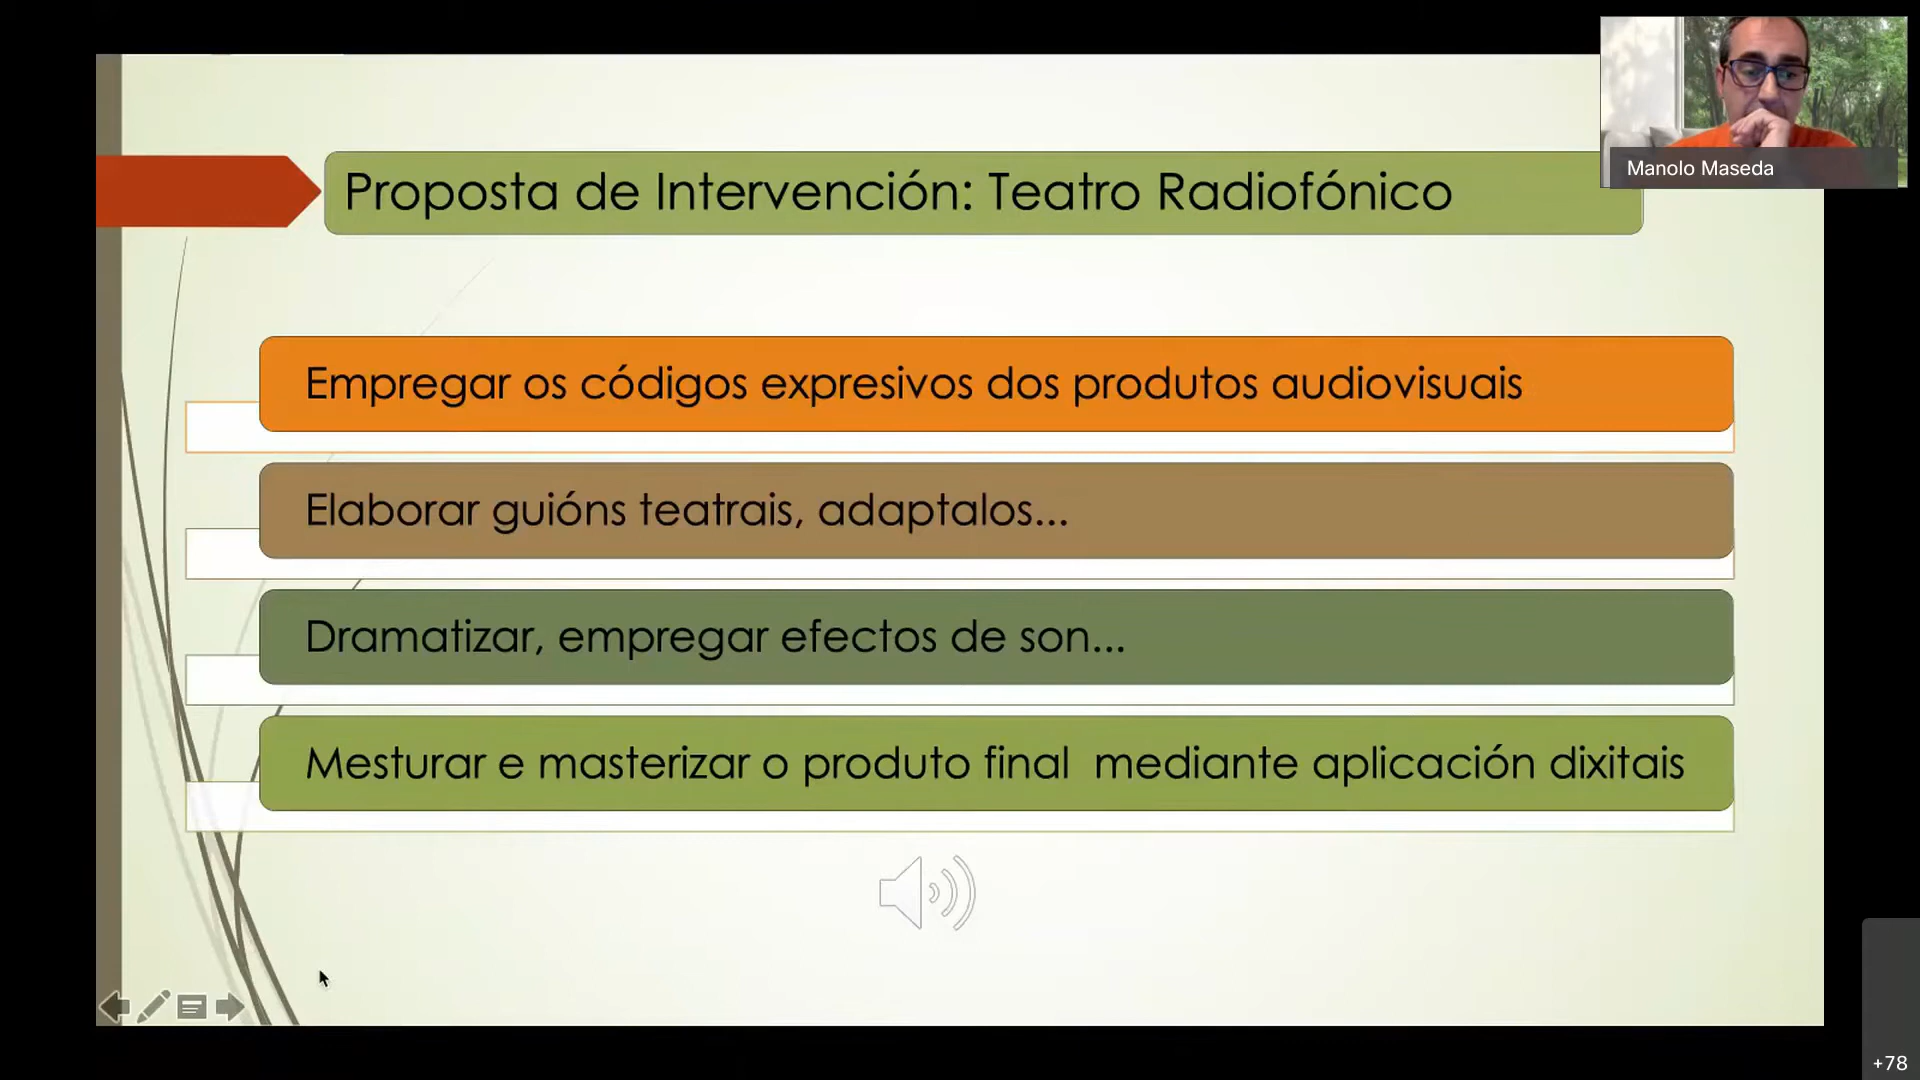 Manolo Maseda
Proposta de Intervención: Teatro Radiofónico
Empregar os códigos expresivos dos produtos audiovisuais
Elaborar guións teatrais, adaptalos...
Dramatizar, empregar efectos de son...
Mesturar e masterizar o produto final  mediante aplicación dixitais
+78